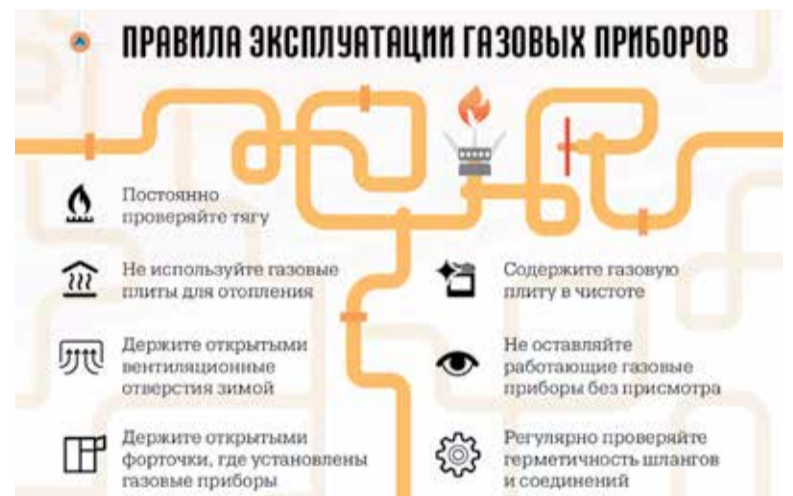 ПРАВИЛА ЭКСПЛУАТАЦИИ ГАЗОВЫХ ПРИБОРОВ
Постоянно
проверяйте тягу
Не используйте газовые
плиты для отопления
Держите открытыми
вентиляционные
отверстия зимой
Держите открытыми
форточки, где установлены
газовые приборы
Содержите газовую
плиту в чистоте
Не оставляйте
работающие газовые
приборы без присмотра
Регулярно проверяйте
герметичность шлангов
и соединений